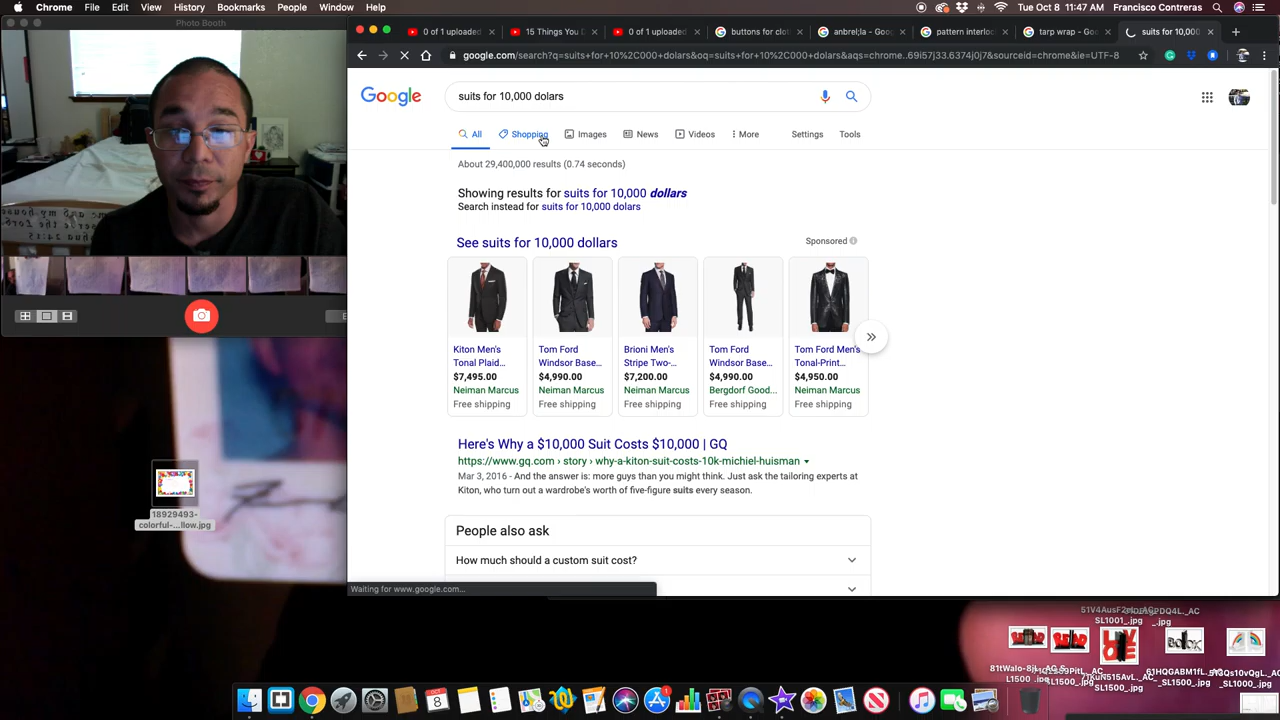 Chrome File Edit View History Bookmarks People Tab Window Help
100%
Wed Jul 8 11:47 AM Francisco Contreras
Photo Booth
0 of 1 uploaded
15 Things You D
0 of 1 uploaded
buttons for clot
anbrel;la - Goo
pattern interloc
tarp wrap - Goo
suits for 10,000
google.com/search?q=suits+for+10%2C000+dolars&oq=suits+for+10%2C000+dolars&aqs=chrome..69i57j33.6374j0j7&sourceid=chrome&ie=UTF-8
Google
suits for 10,000 dolars
All
Shopping
Images
News
Videos
More
Settings
Tools
About 29,400,000 results (0.74 seconds)
Showing results for suits for 10,000 dollars
Search instead for suits for 10,000 dolars
See suits for 10,000 dollars
Sponsored
Kiton Men's
Tonal Plaid...
$7,495.00
Neiman Marcus
Free shipping
Tom Ford
Windsor Base...
$4,990.00
Neiman Marcus
Free shipping
Brioni Men's
Stripe Two-...
$7,200.00
Neiman Marcus
Free shipping
Tom Ford
Windsor Base...
$4,990.00
Bergdorf Good...
Free shipping
Tom Ford Men's
Tonal-Print...
$4,950.00
Neiman Marcus
Free shipping
Here's Why a $10,000 Suit Costs $10,000 | GQ
https://www.gq.com › story › why-a-kiton-suit-costs-10k-michiel-huisman
Mar 3, 2016 - And the answer is: more guys than you might think. Just ask the tailoring experts at
Kiton, who turn out a wardrobe's worth of five-figure suits every season.
People also ask
How much should a custom suit cost?
Waiting for www.google.com...
18929493-
colorful-...llow.jpg